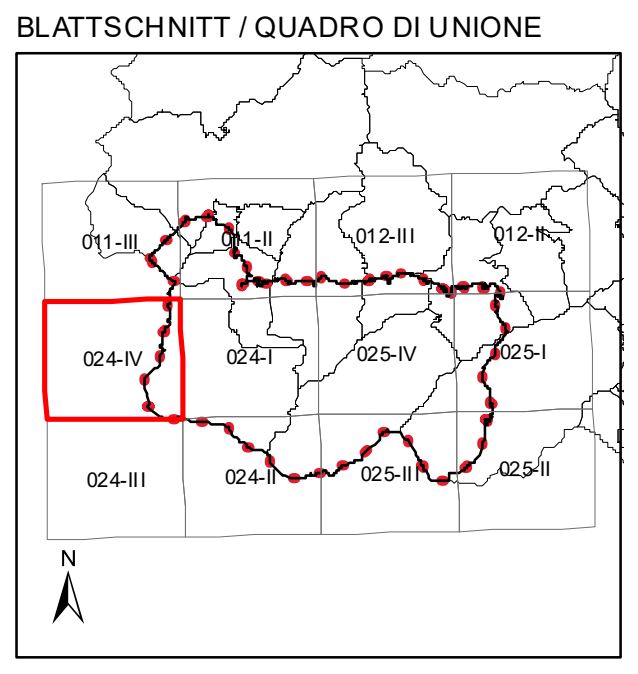 BLATTSCHNITT / QUADRO DI UNIONE
011-III
011-II
012-III
012-II
024-IV
024-I
025-IV
025-I
024-III
024-II
025-III
025-II
N